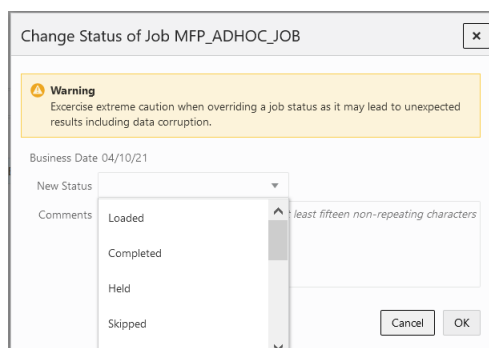 Change Status of Job MFP_ADHOC_JOB
Warning
Excercise extreme caution when overriding a job status as it may lead to unexpected
results including data corruption.
Business Date 04/10/21
New Status
Comments
least fifteen non-repeating characters
Loaded
Completed
Held
Skipped
Cancel
OK